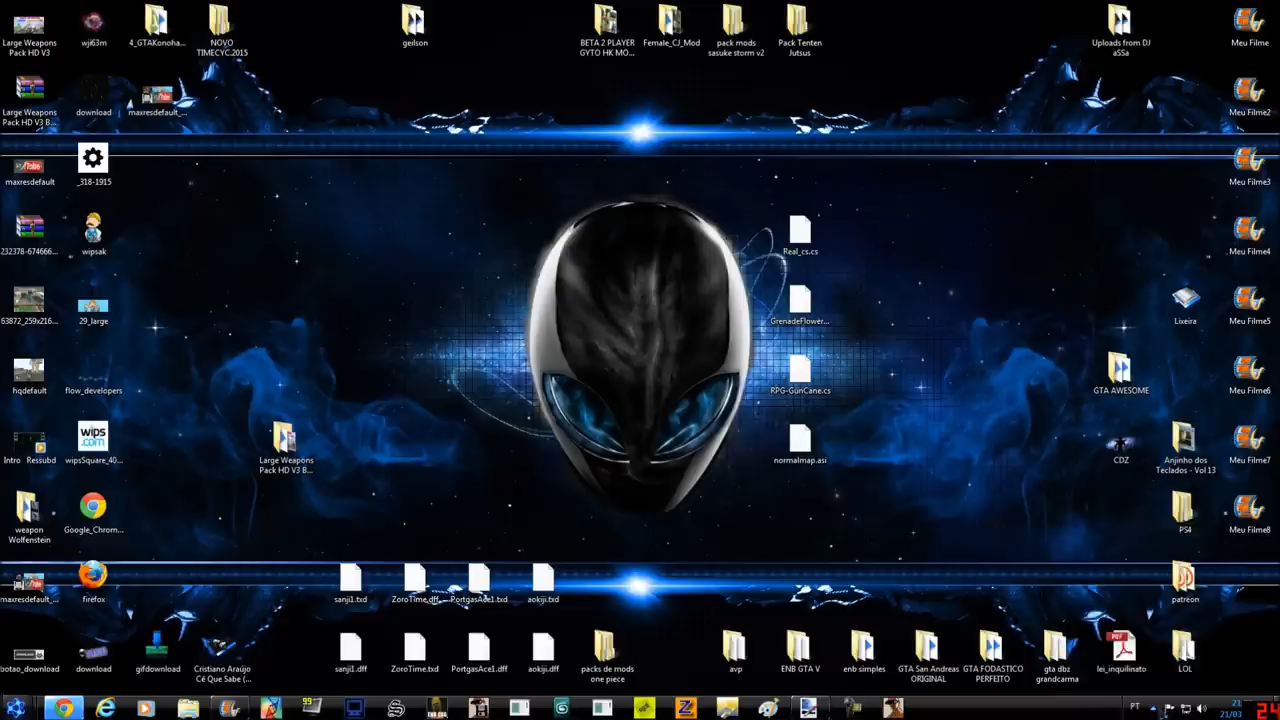 Large Weapons
Pack HD V3
wji63m
4_GTAKonoha...
NOVO
TIMECYC.2015
geilson
BETA 2 PLAYER
GYTO HK MO...
Female_CJ_Mod
pack mods
sasuke storm v2
Pack Tenten
Jutsus
Uploads from DJ
aSSa
Meu Filme
Large Weapons
Pack HD V3 B...
download
maxresdefault_...
Meu Filme2
maxresdefault
_318-1915
Meu Filme3
232378-674666...
wipsak
Real_cs.cs
Meu Filme4
63872_259x216...
29_large
GrenadeFlower...
Lixeira
Meu Filme5
hqdefault
flow_developers
RPG-GunCane.cs
GTA AWESOME
Meu Filme6
Intro Ressubd
wips
.com
wipsSquare_40...
Large Weapons
Pack HD V3 B...
normalmap.asi
CDZ
Anjinho dos
Teclados - Vol 13
Meu Filme7
weapon
Wolfenstein
Google_Chrom...
PS4
Meu Filme8
maxresdefault_...
firefox
sanji1.txd
ZoroTime.dff
PortgasAce1.txd
aokiji.txd
patreon
botao_download
download
gifdownload
Cristiano Araújo
Cê Que Sabe (...
sanji1.dff
ZoroTime.txd
PortgasAce1.dff
aokiji.dff
packs de mods
one piece
avp
ENB GTA V
enb simples
GTA San Andreas
ORIGINAL
GTA FODASTICO
PERFEITO
gta dbz
grandcarma
PDF
lei_inquilinato
LOL
99
PT
21
21/03
24